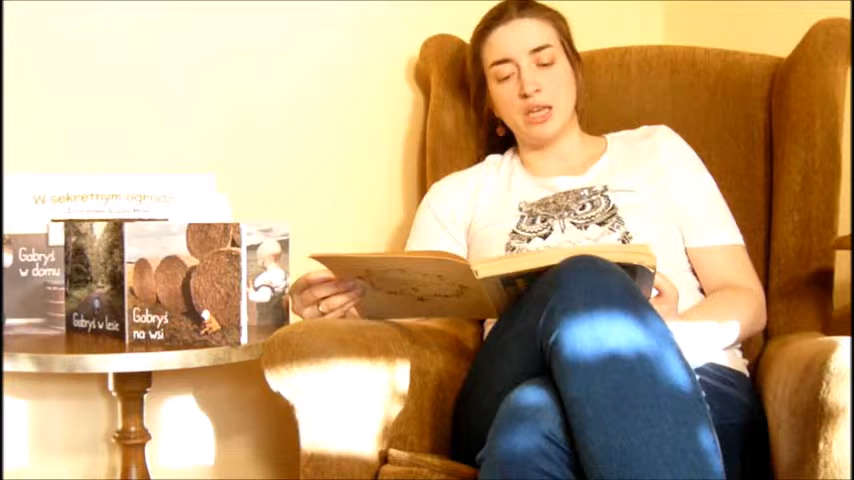 W sekretnym ogrodzie
Gabryś
w domu
Gabryś w lesie
Gabryś
na wsi